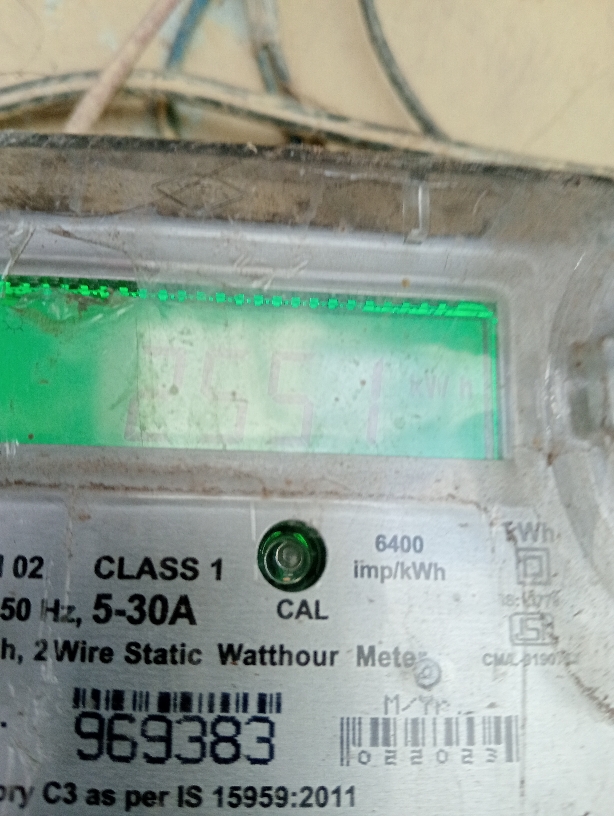 2551 kWh
kWh
6400
imp/kWh
02 CLASS 1
50 Hz, 5-30A CAL
h, 2 Wire Static Watthour Meter
M/Yr.
969383
022023
ory C3 as per IS 15959:2011